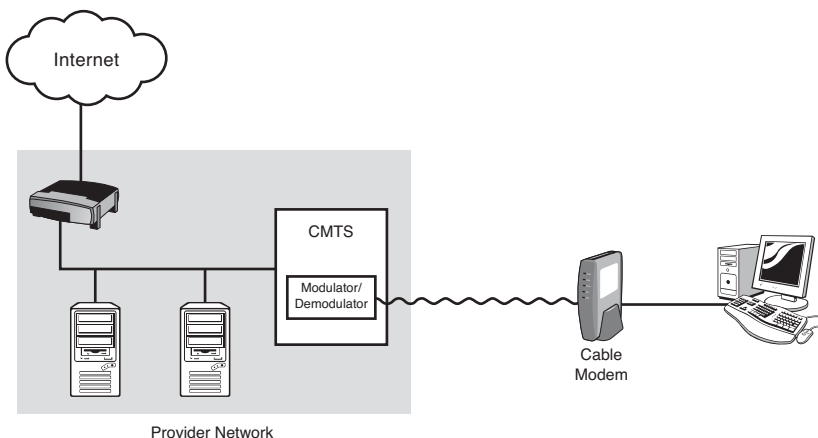 Internet
CMTS
Modulator/
Demodulator
Cable
Modem
Provider Network